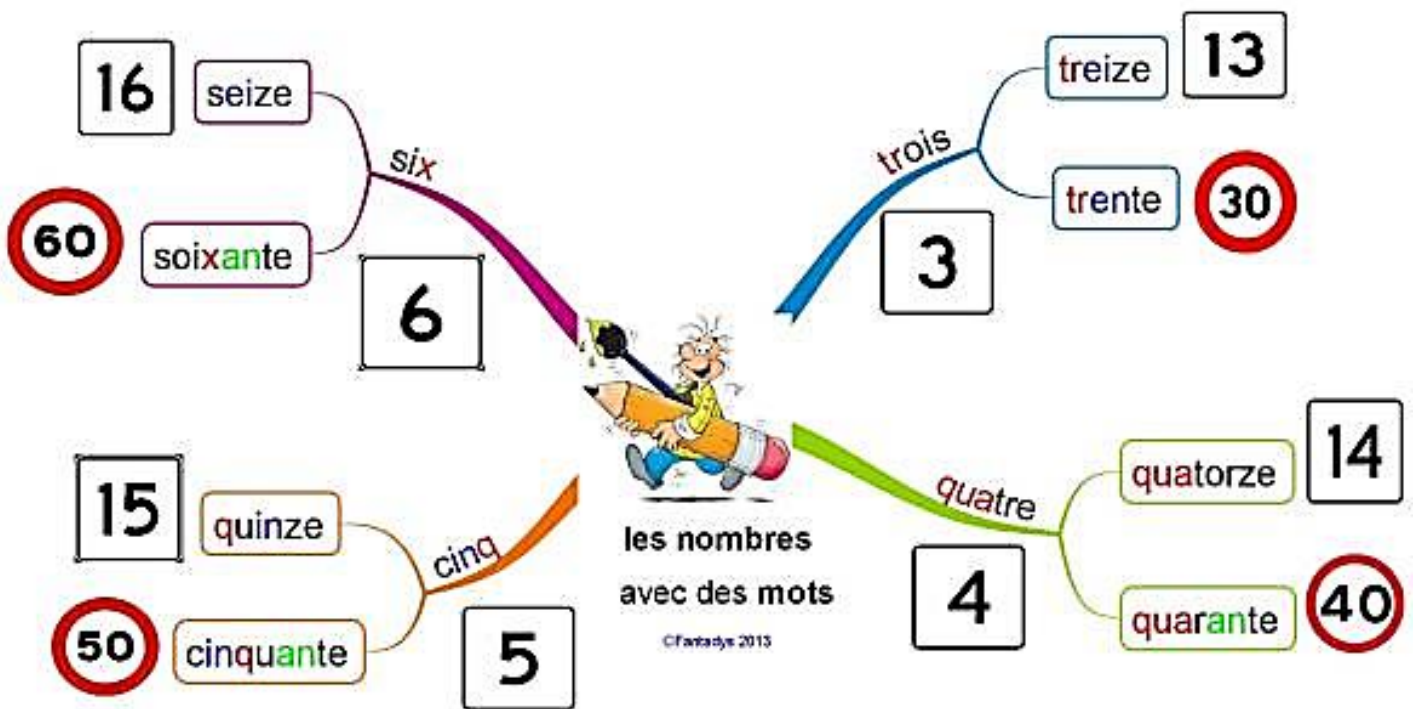 16 seize
six
60 soixante
6
trois
treize 13
trente 30
3
quatre
quatorze 14
quarante 40
4
cinq
15 quinze
50 cinquante
5
les nombres
avec des mots
©Fantadys 2013